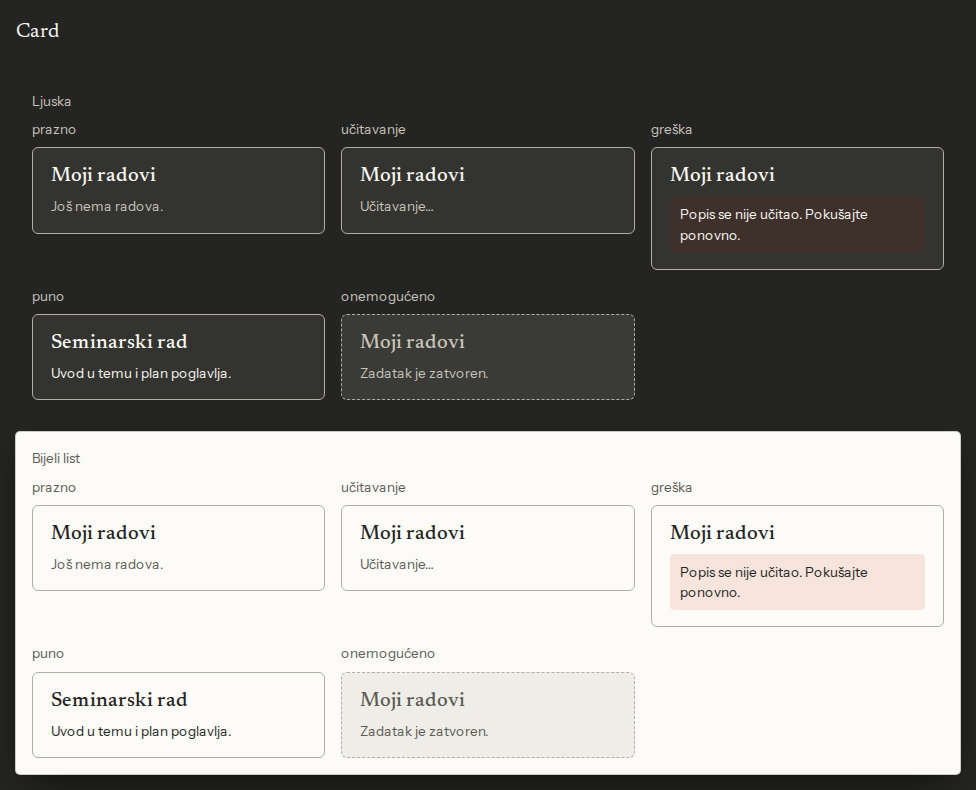 Card
Ljuska
prazno
učitavanje
greška
Moji radovi
Još nema radova.
Moji radovi
Učitavanje…
Moji radovi
Popis se nije učitao. Pokušajte
ponovno.
puno
onemogućeno
Seminarski rad
Uvod u temu i plan poglavlja.
Moji radovi
Zadatak je zatvoren.
Bijeli list
prazno
učitavanje
greška
Moji radovi
Još nema radova.
Moji radovi
Učitavanje…
Moji radovi
Popis se nije učitao. Pokušajte
ponovno.
puno
onemogućeno
Seminarski rad
Uvod u temu i plan poglavlja.
Moji radovi
Zadatak je zatvoren.